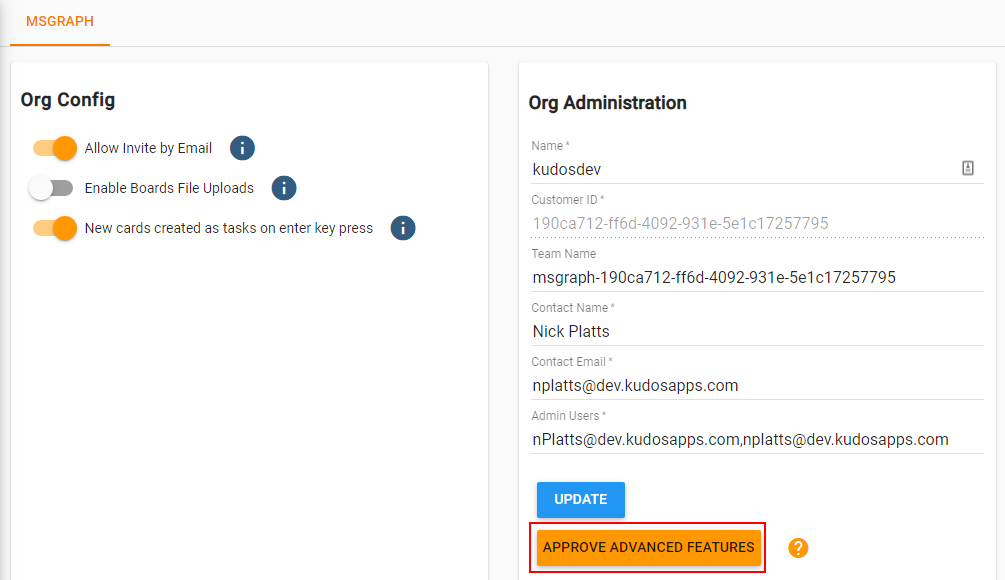 MSGRAPH
Org Config
Allow Invite by Email
Enable Boards File Uploads
New cards created as tasks on enter key press
Org Administration
Name *
kudosdev
Customer ID *
190ca712-ff6d-4092-931e-5e1c17257795
Team Name
msgraph-190ca712-ff6d-4092-931e-5e1c17257795
Contact Name *
Nick Platts
Contact Email *
nplatts@dev.kudosapps.com
Admin Users *
nPlatts@dev.kudosapps.com,nplatts@dev.kudosapps.com
UPDATE
APPROVE ADVANCED FEATURES